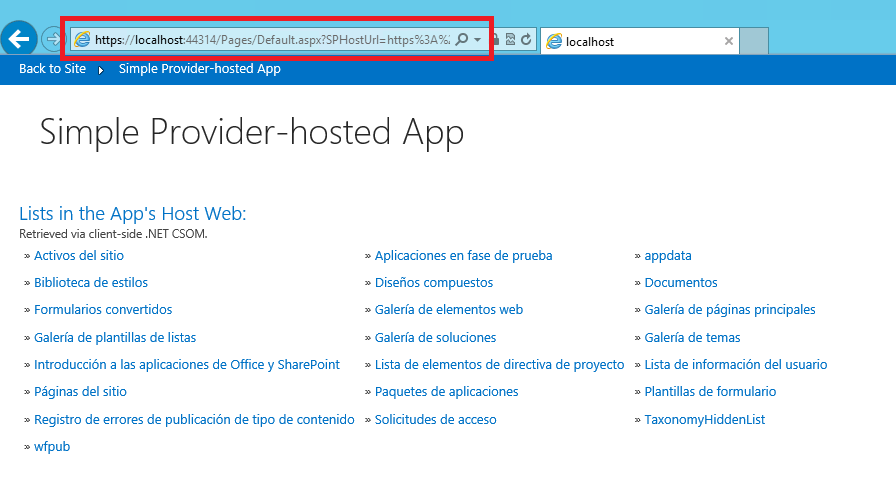 https://localhost:44314/Pages/Default.aspx?SPHostUrl=https%3A%2
localhost
Back to Site Simple Provider-hosted App
Simple Provider-hosted App
Lists in the App's Host Web:
Retrieved via client-side .NET CSOM.
» Activos del sitio » Aplicaciones en fase de prueba » appdata
» Biblioteca de estilos » Diseños compuestos » Documentos
» Formularios convertidos » Galería de elementos web » Galería de páginas principales
» Galería de plantillas de listas » Galería de soluciones » Galería de temas
» Introducción a las aplicaciones de Office y SharePoint » Lista de elementos de directiva de proyecto » Lista de información del usuario
» Páginas del sitio » Paquetes de aplicaciones » Plantillas de formulario
» Registro de errores de publicación de tipo de contenido » Solicitudes de acceso » TaxonomyHiddenList
» wfpub